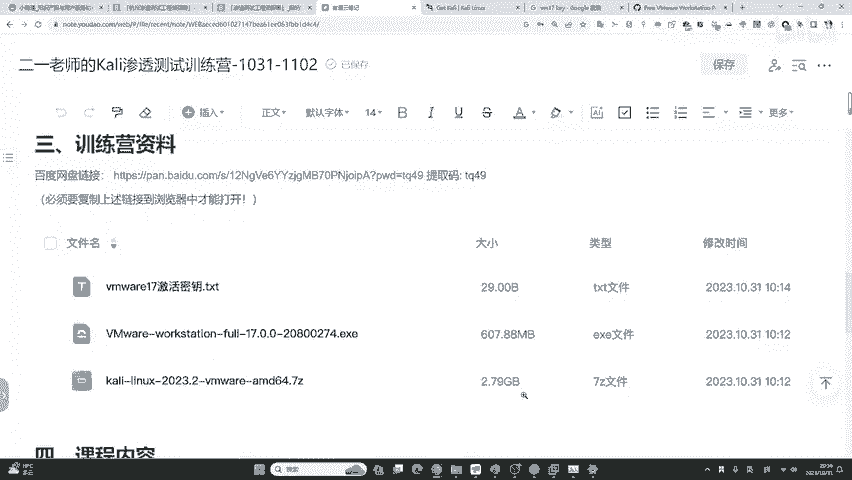 Get Kali | Kali Linux
二一老师的Kali渗透测试训练营-1031-1102 已保存
保存
插入 正文 默认字体 14 B I U S A 更多
三、训练营资料
百度网盘链接： https://pan.baidu.com/s/12NgVe6YYzjgMB70PNjoipA?pwd=tq49 提取码: tq49
（必须要复制上述链接到浏览器中才能打开！）
文件名 大小 类型 修改时间
vmware17激活密钥.txt 29.00B txt文件 2023.10.31 10:14
VMware-workstation-full-17.0.0-20800274.exe 607.88MB exe文件 2023.10.31 10:12
kali-linux-2023.2-vmware-amd64.7z 2.79GB 7z文件 2023.10.31 10:12
四、课程内容
搜索